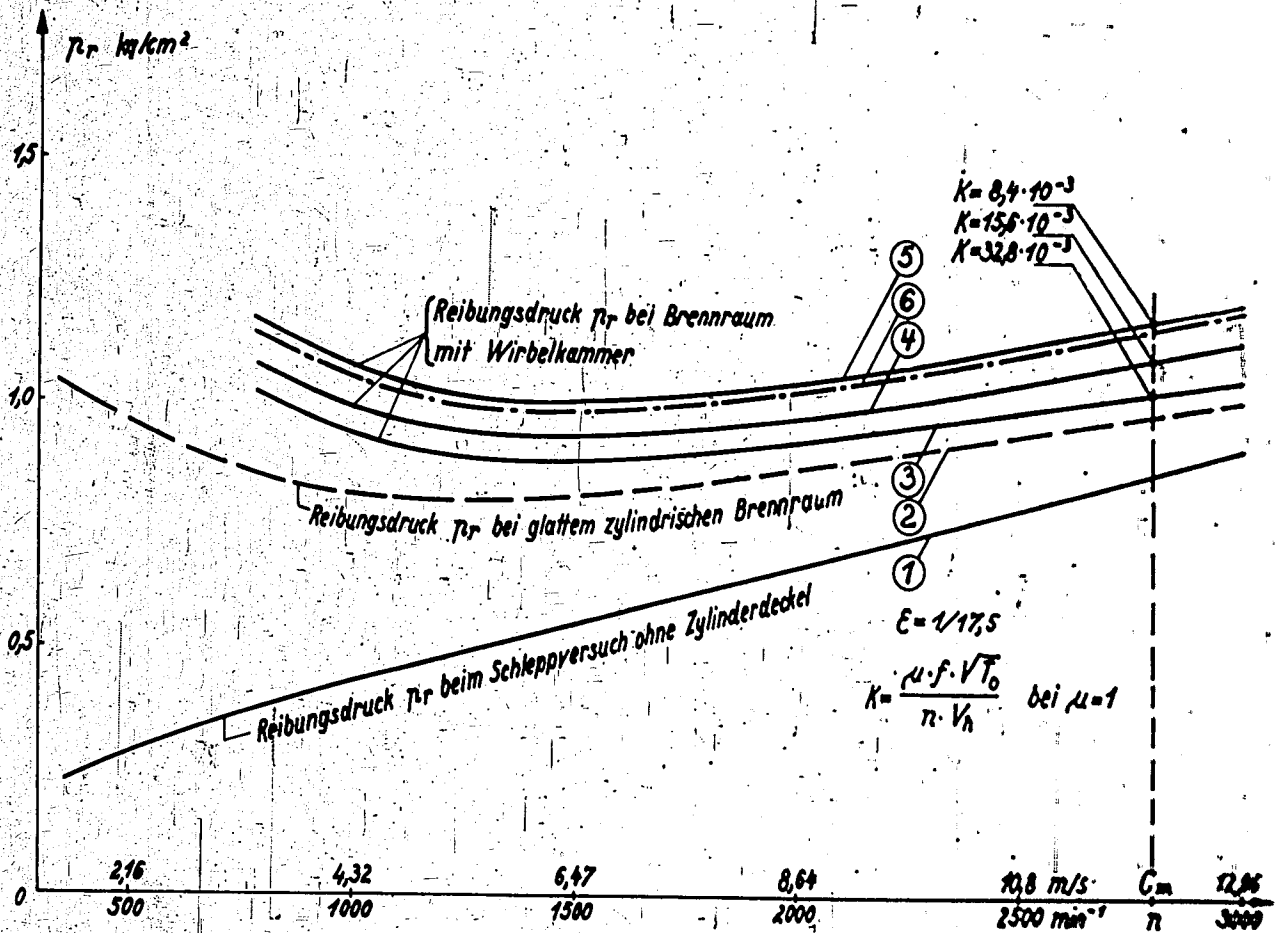 pr kg/cm²
1,5
K= 8,4·10⁻³
K=15,6·10⁻³
K=32,8·10⁻³
5
6
4
Reibungsdruck pr bei Brennraum
mit Wirbelkammer
1,0
3
2
Reibungsdruck pr bei glattem zylindrischen Brennraum
1
0,5
Reibungsdruck pr beim Schleppversuch ohne Zylinderdeckel
ε=1/17,5
K= μ·f·√T₀ / n·Vh bei μ=1
2,16 4,32 6,47 8,64 10,8 m/s Cm 12,96
0 500 1000 1500 2000 2500 min⁻¹ n 3000